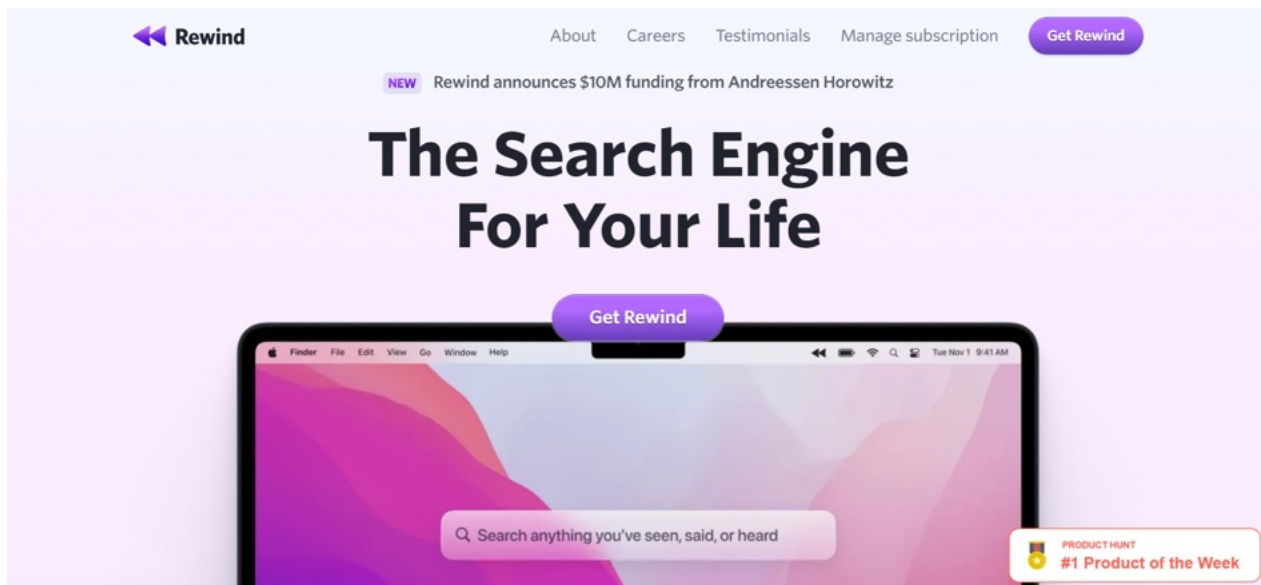 Rewind
About
Careers
Testimonials
Manage subscription
Get Rewind
NEW Rewind announces $10M funding from Andreessen Horowitz
The Search Engine
For Your Life
Get Rewind
Finder File Edit View Go Window Help
Tue Nov 1 9:41 AM
Search anything you've seen, said, or heard
PRODUCT HUNT
#1 Product of the Week